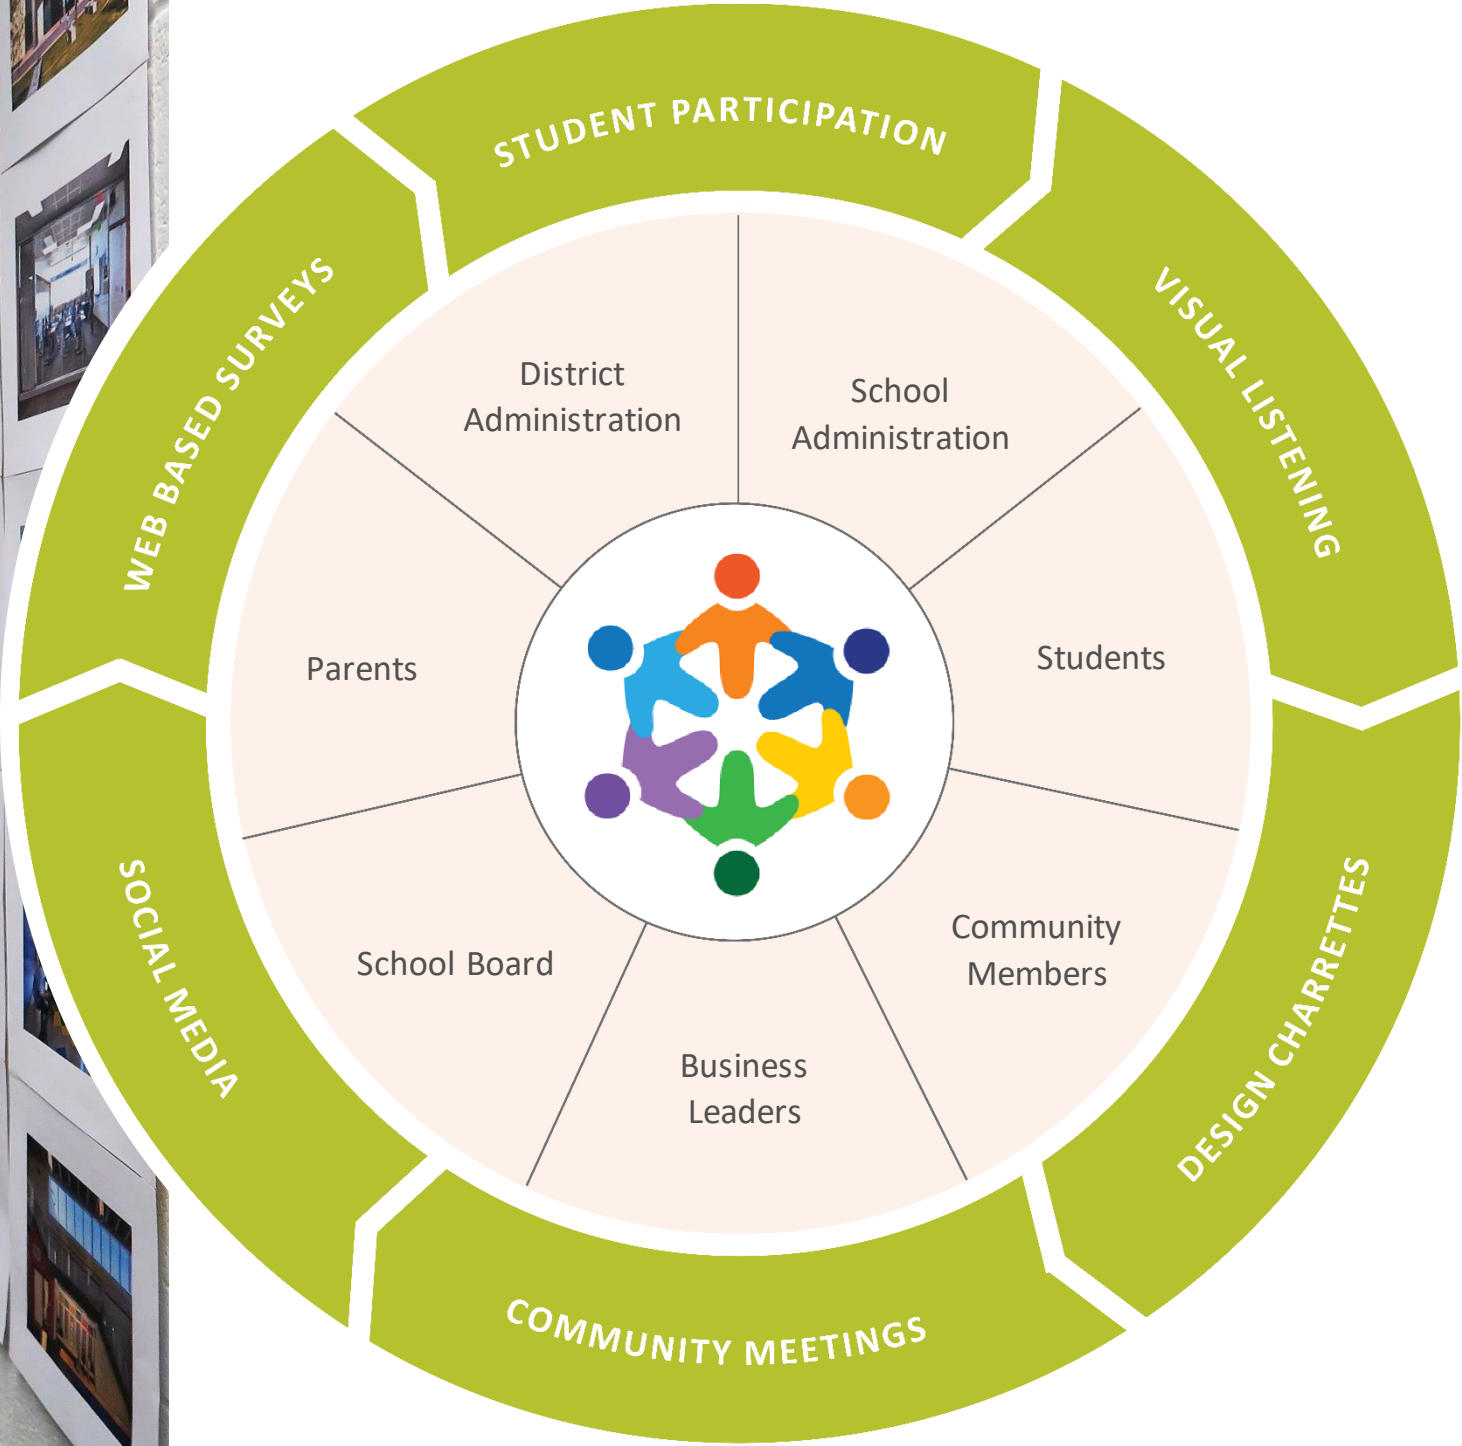 STUDENT PARTICIPATION
VISUAL LISTENING
DESIGN CHARRETTES
COMMUNITY MEETINGS
SOCIAL MEDIA
WEB BASED SURVEYS
District
Administration
School
Administration
Students
Community
Members
Business
Leaders
School Board
Parents